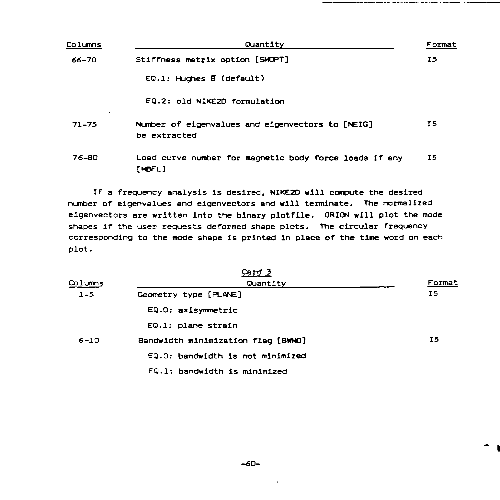 Columns Quantity Format
66-70 Stiffness matrix option [SMOPT] I5
EQ.1: Hughes B̄ (default)
EQ.2: old NIKE2D formulation
71-75 Number of eigenvalues and eigenvectors to [NEIG] I5
be extracted
76-80 Load curve number for magnetic body force loads if any I5
[MBFL]
If a frequency analysis is desired, NIKE2D will compute the desired
number of eigenvalues and eigenvectors and will terminate. The normalized
eigenvectors are written into the binary plotfile. ORION will plot the mode
shapes if the user requests deformed shape plots. The circular frequency
corresponding to the mode shape is printed in place of the time word on each
plot.
Card 3
Columns Quantity Format
1-5 Geometry type [PLANE] I5
EQ.0: axisymmetric
EQ.1: plane strain
6-10 Bandwidth minimization flag [BWMO] I5
EQ.0: bandwidth is not minimized
EQ.1: bandwidth is minimized
-60-